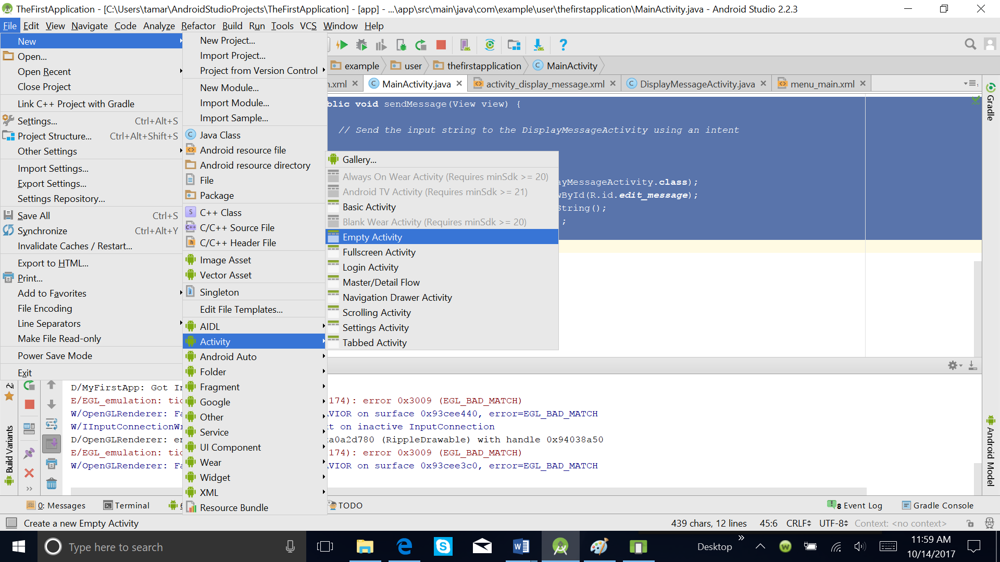 TheFirstApplication - [C:\Users\tamar\AndroidStudioProjects\TheFirstApplication] - [app] - ...\app\src\main\java\com\example\user\thefirstapplication\MainActivity.java - Android Studio 2.2.3
File Edit View Navigate Code Analyze Refactor Build Run Tools VCS Window Help
New
Open...
Open Recent
Close Project
Link C++ Project with Gradle
Settings... Ctrl+Alt+S
Project Structure... Ctrl+Alt+Shift+S
Other Settings
Import Settings...
Export Settings...
Settings Repository...
Save All Ctrl+S
Synchronize Ctrl+Alt+Y
Invalidate Caches / Restart...
Export to HTML...
Print...
Add to Favorites
File Encoding
Line Separators
Make File Read-only
Power Save Mode
Exit
New Project...
Import Project...
Project from Version Control
New Module...
Import Module...
Import Sample...
Java Class
Android resource file
Android resource directory
File
Package
C++ Class
C/C++ Source File
C/C++ Header File
Image Asset
Vector Asset
Singleton
Edit File Templates...
AIDL
Activity
Android Auto
Folder
Fragment
Google
Other
Service
UI Component
Wear
Widget
XML
Resource Bundle
Gallery...
Always On Wear Activity (Requires minSdk >= 20)
Android TV Activity (Requires minSdk >= 21)
Basic Activity
Blank Wear Activity (Requires minSdk >= 20)
Empty Activity
Fullscreen Activity
Login Activity
Master/Detail Flow
Navigation Drawer Activity
Scrolling Activity
Settings Activity
Tabbed Activity
example user thefirstapplication MainActivity
n.xml MainActivity.java activity_display_message.xml DisplayMessageActivity.java menu_main.xml
blic void sendMessage(View view) {
// Send the input string to the DisplayMessageActivity using an intent
ayMessageActivity.class);
wById(R.id.edit_message);
String();
;
Gradle
Android Model
2:
Build Variants
D/MyFirstApp: Got In
E/EGL_emulation: tid 174): error 0x3009 (EGL_BAD_MATCH)
W/OpenGLRenderer: Fa AVIOR on surface 0x93cee440, error=EGL_BAD_MATCH
W/IInputConnectionWr xt on inactive InputConnection
D/OpenGLRenderer: en xa0a2d780 (RippleDrawable) with handle 0x94038a50
E/EGL_emulation: tid 174): error 0x3009 (EGL_BAD_MATCH)
W/OpenGLRenderer: Fa AVIOR on surface 0x93cee3c0, error=EGL_BAD_MATCH
0: Messages Terminal 6 TODO 8 Event Log Gradle Console
Create a new Empty Activity 439 chars, 12 lines 45:6 CRLF UTF-8 Context: <no context>
Type here to search Desktop 11:59 AM
10/14/2017